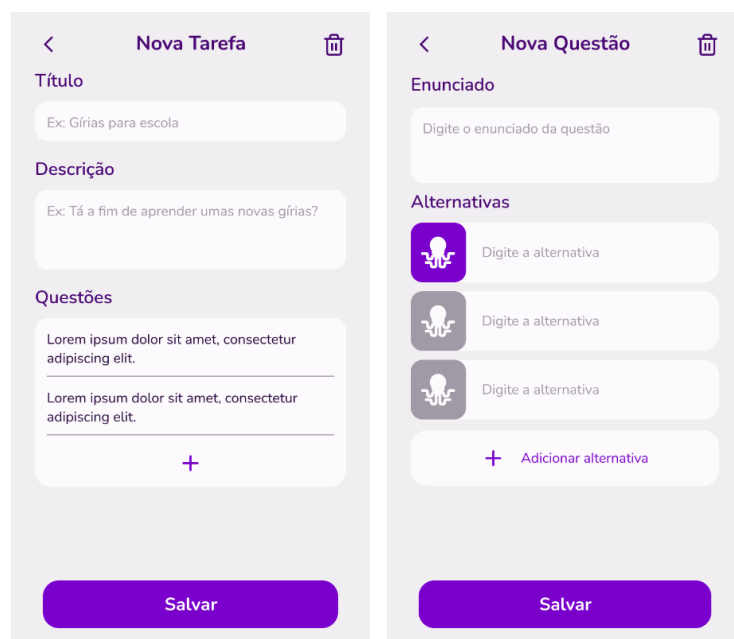 Nova Tarefa
Título
Ex: Gírias para escola
Descrição
Ex: Tá a fim de aprender umas novas gírias?
Questões
Lorem ipsum dolor sit amet, consectetur
adipiscing elit.
Lorem ipsum dolor sit amet, consectetur
adipiscing elit.
+
Salvar
Nova Questão
Enunciado
Digite o enunciado da questão
Alternativas
Digite a alternativa
Digite a alternativa
Digite a alternativa
+ Adicionar alternativa
Salvar